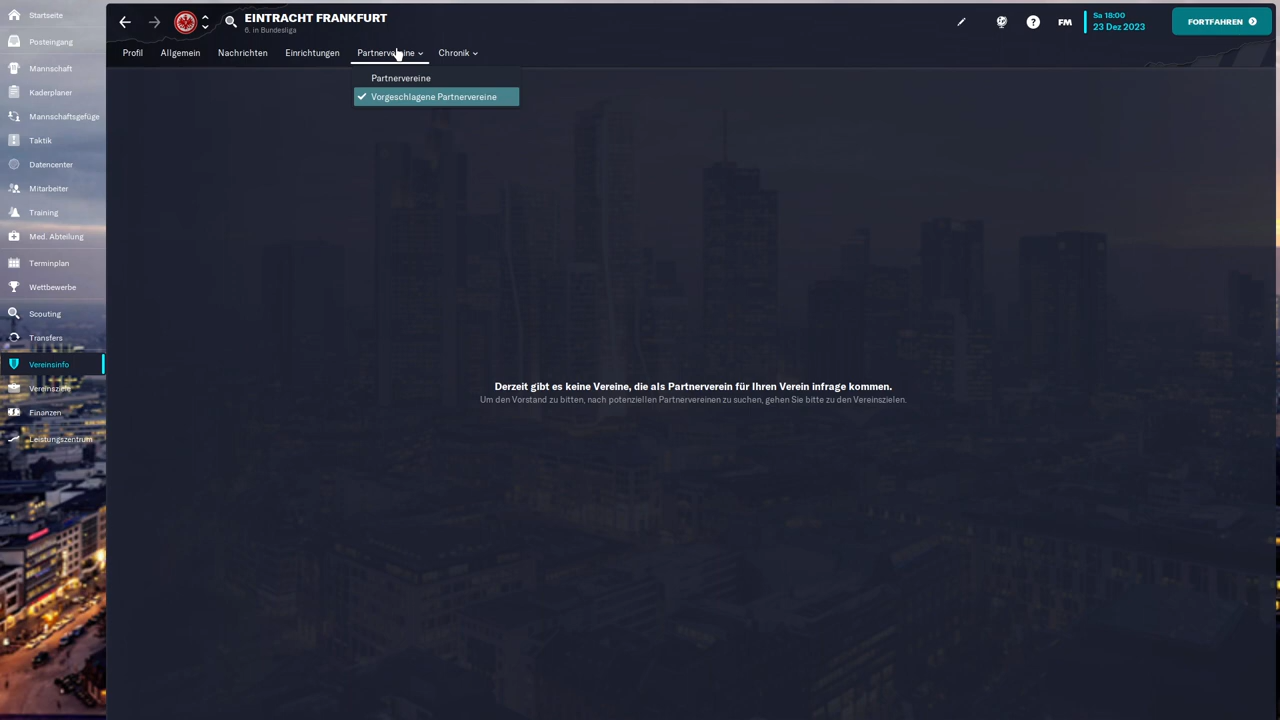 Startseite
Posteingang
Mannschaft
Kaderplaner
Mannschaftsgefüge
Taktik
Datencenter
Mitarbeiter
Training
Med. Abteilung
Terminplan
Wettbewerbe
Scouting
Transfers
Vereinsinfo
Vereinsziele
Finanzen
Leistungszentrum
EINTRACHT FRANKFURT
6. in Bundesliga
FM
Sa 18:00
23 Dez 2023
FORTFAHREN
Profil
Allgemein
Nachrichten
Einrichtungen
Partnervereine
Chronik
Partnervereine
Vorgeschlagene Partnervereine
Derzeit gibt es keine Vereine, die als Partnerverein für Ihren Verein infrage kommen.
Um den Vorstand zu bitten, nach potenziellen Partnervereinen zu suchen, gehen Sie bitte zu den Vereinszielen.